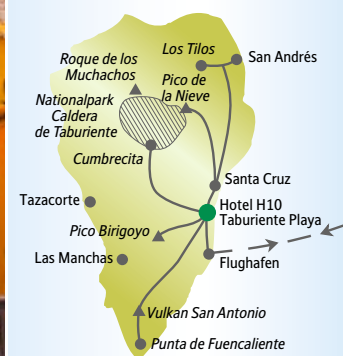 Los Tilos
San Andrés
Roque de los
Muchachos
Pico de
la Nieve
Nationalpark
Caldera
de Taburiente
Cumbrecita
Santa Cruz
Tazacorte
Hotel H10
Taburiente Playa
Pico Birigoyo
Las Manchas
Flughafen
Vulkan San Antonio
Punta de Fuencaliente